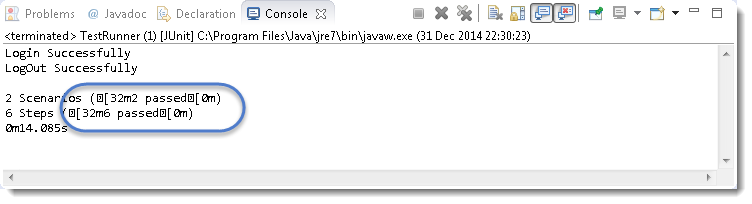 Problems @ Javadoc Declaration Console
<terminated> TestRunner (1) [JUnit] C:\Program Files\Java\jre7\bin\javaw.exe (31 Dec 2014 22:30:23)
Login Successfully
LogOut Successfully
2 Scenarios (□[32m2 passed□[0m)
6 Steps (□[32m6 passed□[0m)
0m14.085s